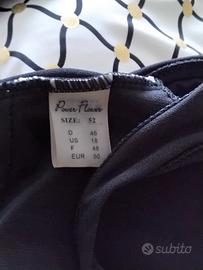 Power Flower
SIZE: 52
D 46
US 16
F 48
EUR 50
subito